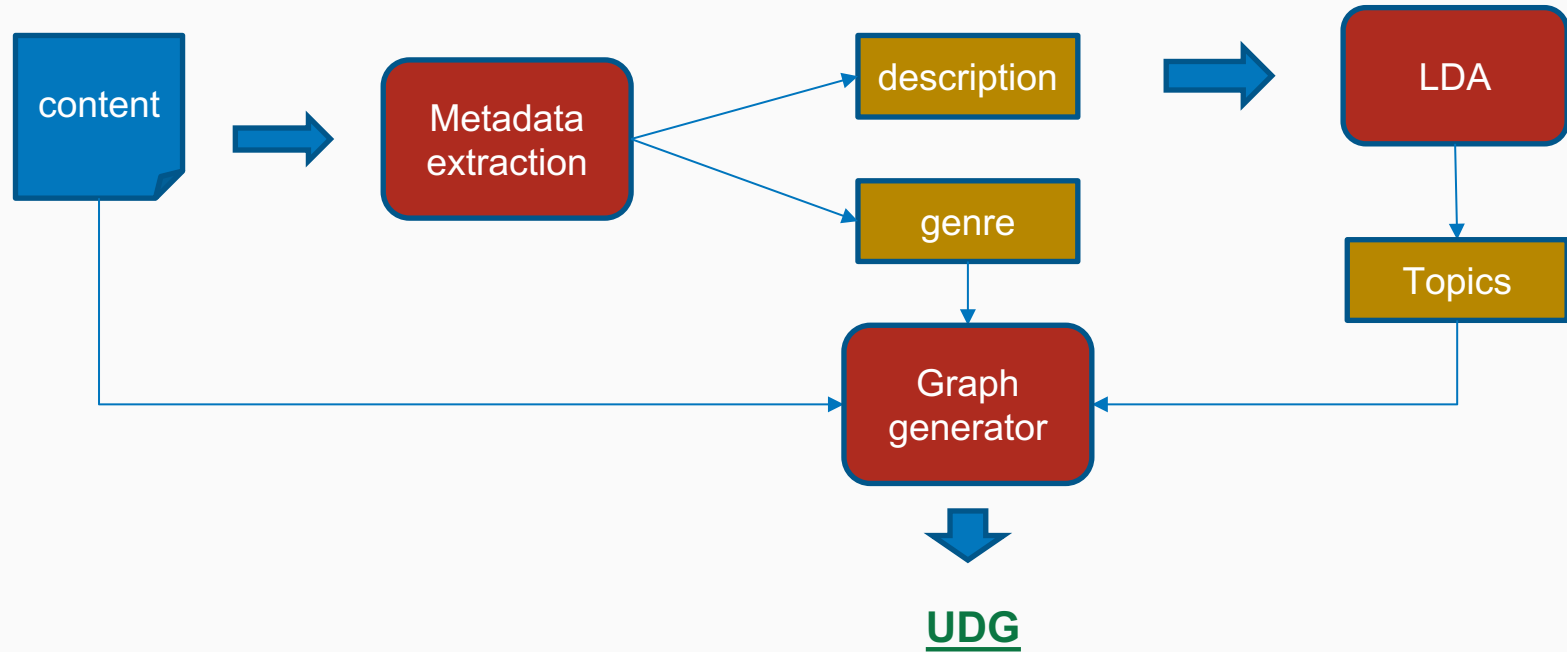 content
Metadata
extraction
description
genre
LDA
Topics
Graph
generator
UDG